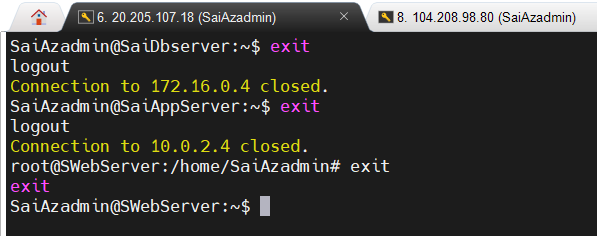 6. 20.205.107.18 (SaiAzadmin)
8. 104.208.98.80 (SaiAzadmin)
SaiAzadmin@SaiDbserver:~$ exit
logout
Connection to 172.16.0.4 closed.
SaiAzadmin@SaiAppServer:~$ exit
logout
Connection to 10.0.2.4 closed.
root@SWebServer:/home/SaiAzadmin# exit
exit
SaiAzadmin@SWebServer:~$